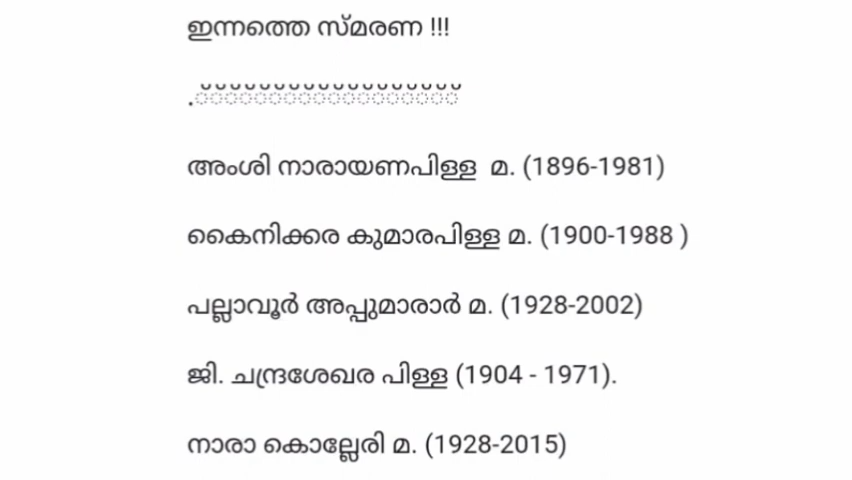 ഇന്നത്തെ സ്മരണ !!!
അംശി നാരായണപിള്ള മ. (1896-1981)
കൈനിക്കര കുമാരപിള്ള മ. (1900-1988 )
പല്ലാവൂർ അപ്പുമാരാർ മ. (1928-2002)
ജി. ചന്ദ്രശേഖര പിള്ള (1904 - 1971).
നാരാ കൊല്ലേരി മ. (1928-2015)